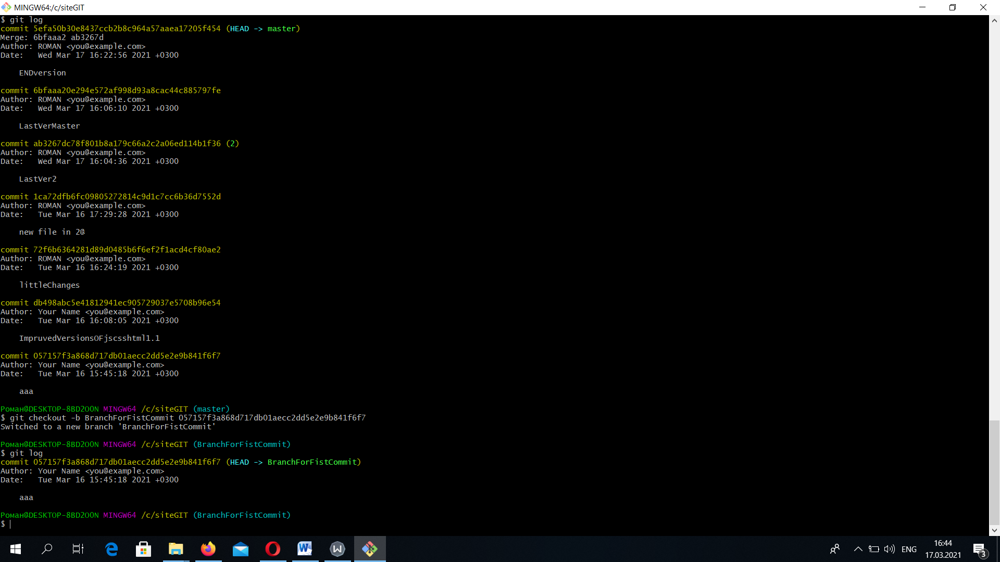 MINGW64:/c/siteGIT
$ git log
commit 5efa50b30e8437ccb2b8c964a57aaea17205f454 (HEAD -> master)
Merge: 6bfaaa2 ab3267d
Author: ROMAN <you@example.com>
Date:   Wed Mar 17 16:22:56 2021 +0300
ENDversion
commit 6bfaaa20e294e572af998d93a8cac44c885797fe
Author: ROMAN <you@example.com>
Date:   Wed Mar 17 16:06:10 2021 +0300
LastVerMaster
commit ab3267dc78f801b8a179c66a2c2a06ed114b1f36 (2)
Author: ROMAN <you@example.com>
Date:   Wed Mar 17 16:04:36 2021 +0300
LastVer2
commit 1ca72dfb6fc09805272814c9d1c7cc6b36d7552d
Author: ROMAN <you@example.com>
Date:   Tue Mar 16 17:29:28 2021 +0300
new file in 2@
commit 72f6b6364281d89d0485b6f6ef2f1acd4cf80ae2
Author: ROMAN <you@example.com>
Date:   Tue Mar 16 16:24:19 2021 +0300
littleChanges
commit db498abc5e41812941ec905729037e5708b96e54
Author: Your Name <you@example.com>
Date:   Tue Mar 16 16:08:05 2021 +0300
ImpruvedVersionsOFjscsshtml1.1
commit 057157f3a868d717db01aecc2dd5e2e9b841f6f7
Author: Your Name <you@example.com>
Date:   Tue Mar 16 15:45:18 2021 +0300
aaa
Роман@DESKTOP-8BD2O0N MINGW64 /c/siteGIT (master)
$ git checkout -b BranchForFistCommit 057157f3a868d717db01aecc2dd5e2e9b841f6f7
Switched to a new branch 'BranchForFistCommit'
Роман@DESKTOP-8BD2O0N MINGW64 /c/siteGIT (BranchForFistCommit)
$ git log
commit 057157f3a868d717db01aecc2dd5e2e9b841f6f7 (HEAD -> BranchForFistCommit)
Author: Your Name <you@example.com>
Date:   Tue Mar 16 15:45:18 2021 +0300
aaa
Роман@DESKTOP-8BD2O0N MINGW64 /c/siteGIT (BranchForFistCommit)
$
ENG
16:44
17.03.2021
3